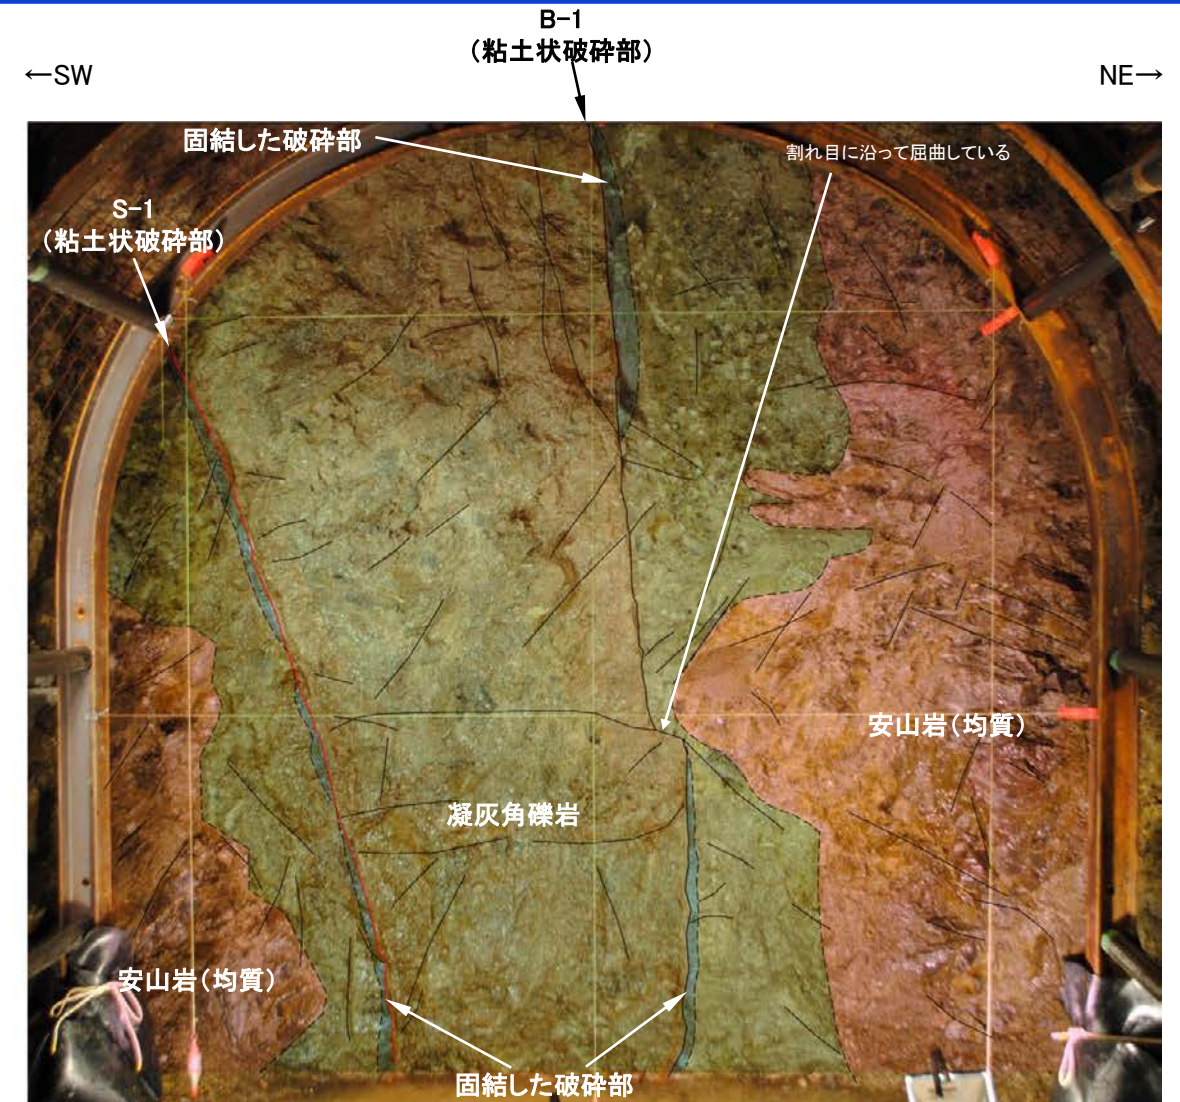 B-1
（粘土状破砕部）
←SW
NE→
固結した破砕部
割れ目に沿って屈曲している
S-1
（粘土状破砕部）
安山岩（均質）
凝灰角礫岩
安山岩（均質）
固結した破砕部